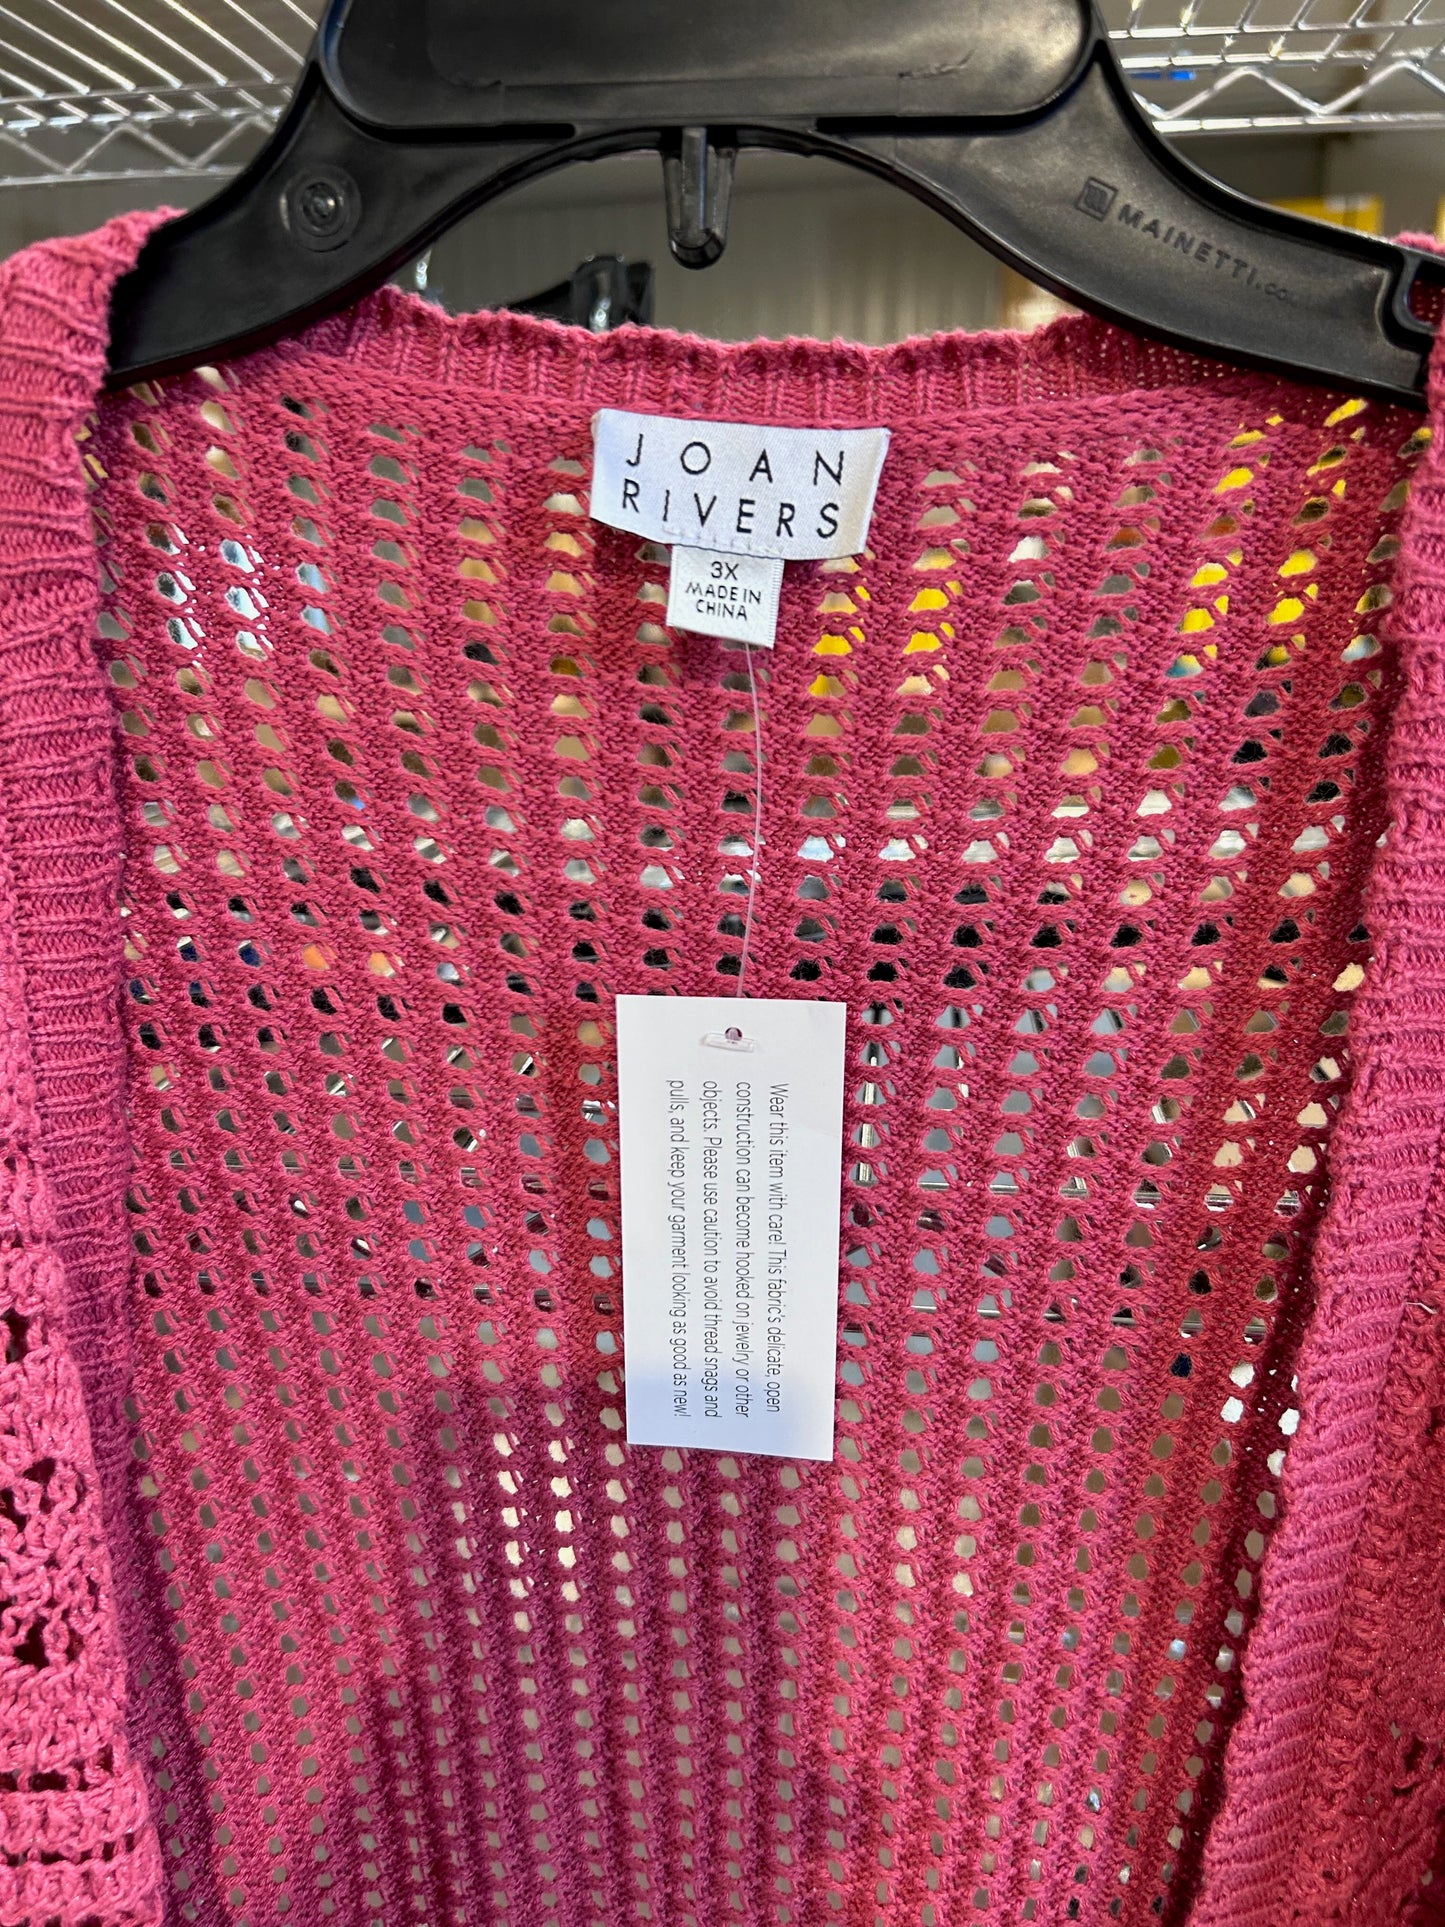 MAINETTI.co
JOAN
RIVERS
3X
MADE IN
CHINA
Wear this item with care! This fabric's delicate, open
construction can become hooked on jewelry or other
objects. Please use caution to avoid thread snags and
pulls, and keep your garment looking as good as new!